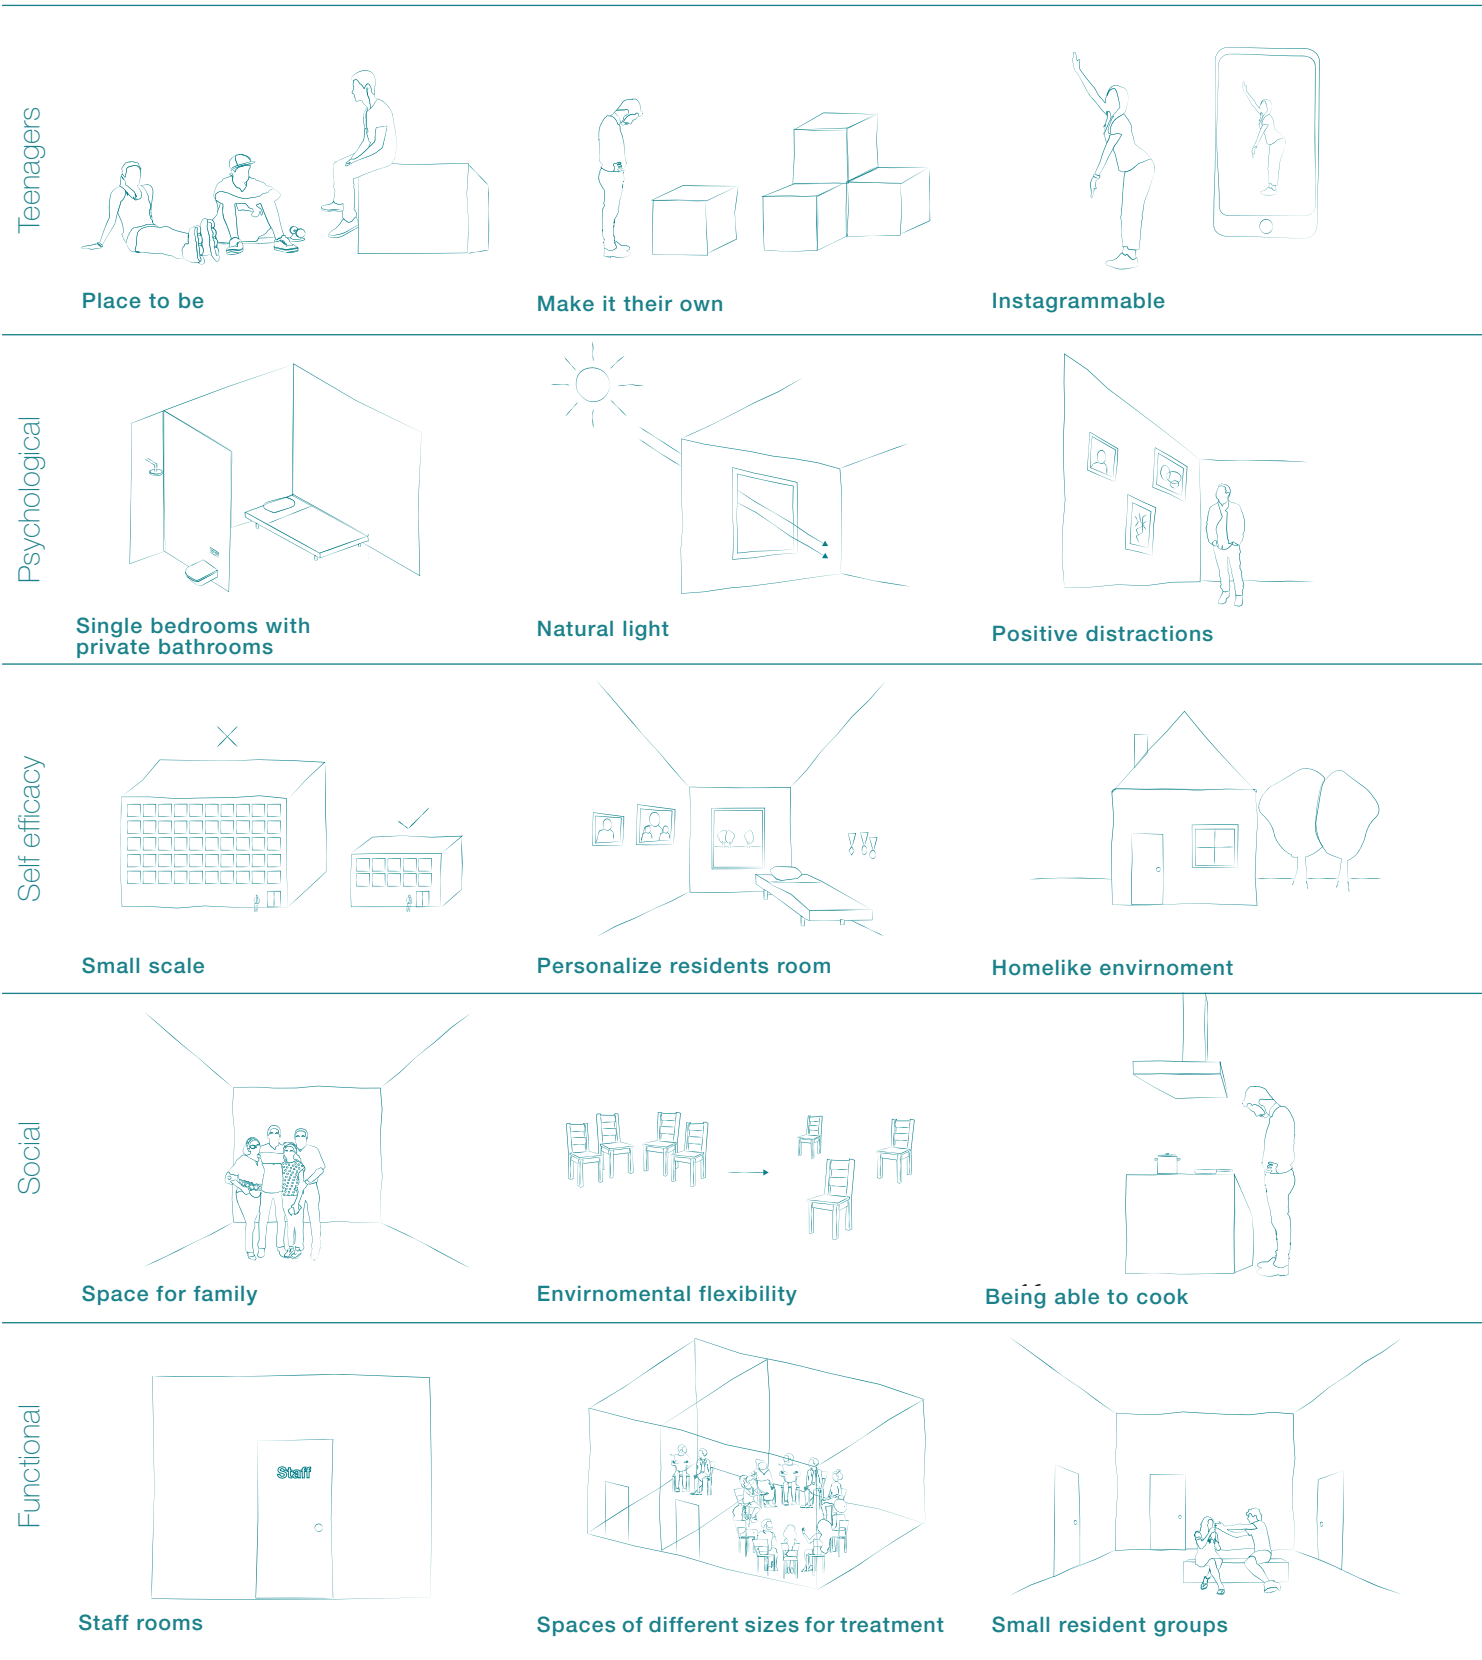 Teenagers
Place to be
Make it their own
Instagrammable
Psychological
Single bedrooms with
private bathrooms
Natural light
Positive distractions
Self efficacy
Small scale
Personalize residents room
Homelike envirnoment
Social
Space for family
Envirnomental flexibility
Being able to cook
Functional
Staff
Staff rooms
Spaces of different sizes for treatment
Small resident groups